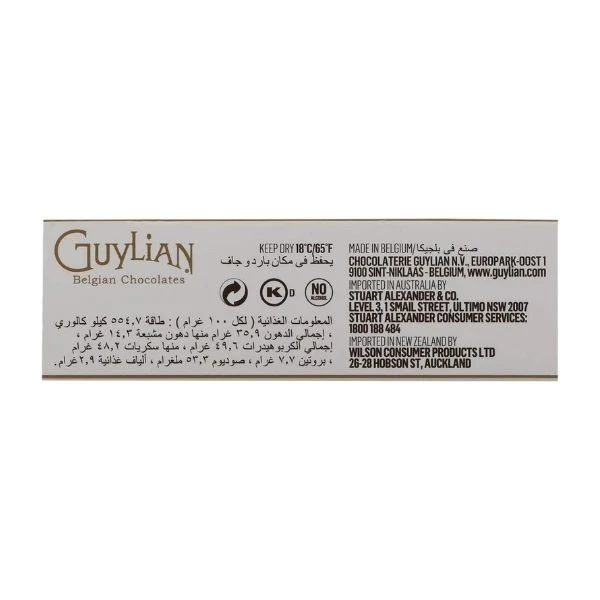 GUYLIAN
Belgian Chocolates
KEEP DRY 18°C/65°F
يحفظ في مكان بارد و جاف
K D
NO
ALCOHOL
المعلومات الغذائية ( لكل ١٠٠ غرام ) : طاقة ٥٥٤,٧ كيلو كالوري
إجمالي الدهون ٣٥,٩ غرام منها دهون مشبعة ١٤,٣ غرام ،
إجمالي الكربوهيدرات ٤٩,٦ غرام ، منها سكريات ٤٨,٢ غرام
، بروتين ٧,٧ غرام ، صوديوم ٥٣,٣ ملغرام ، ألياف غذائية ٢,٩ غرام.
MADE IN BELGIUM/صنع في بلجيكا
CHOCOLATERIE GUYLIAN N.V., EUROPARK-OOST 1
9100 SINT-NIKLAAS - BELGIUM, www.guylian.com
IMPORTED IN AUSTRALIA BY
STUART ALEXANDER & CO.
LEVEL 3, 1 SMAIL STREET, ULTIMO NSW 2007
STUART ALEXANDER CONSUMER SERVICES:
1800 188 484
IMPORTED IN NEW ZEALAND BY
WILSON CONSUMER PRODUCTS LTD
26-28 HOBSON ST, AUCKLAND